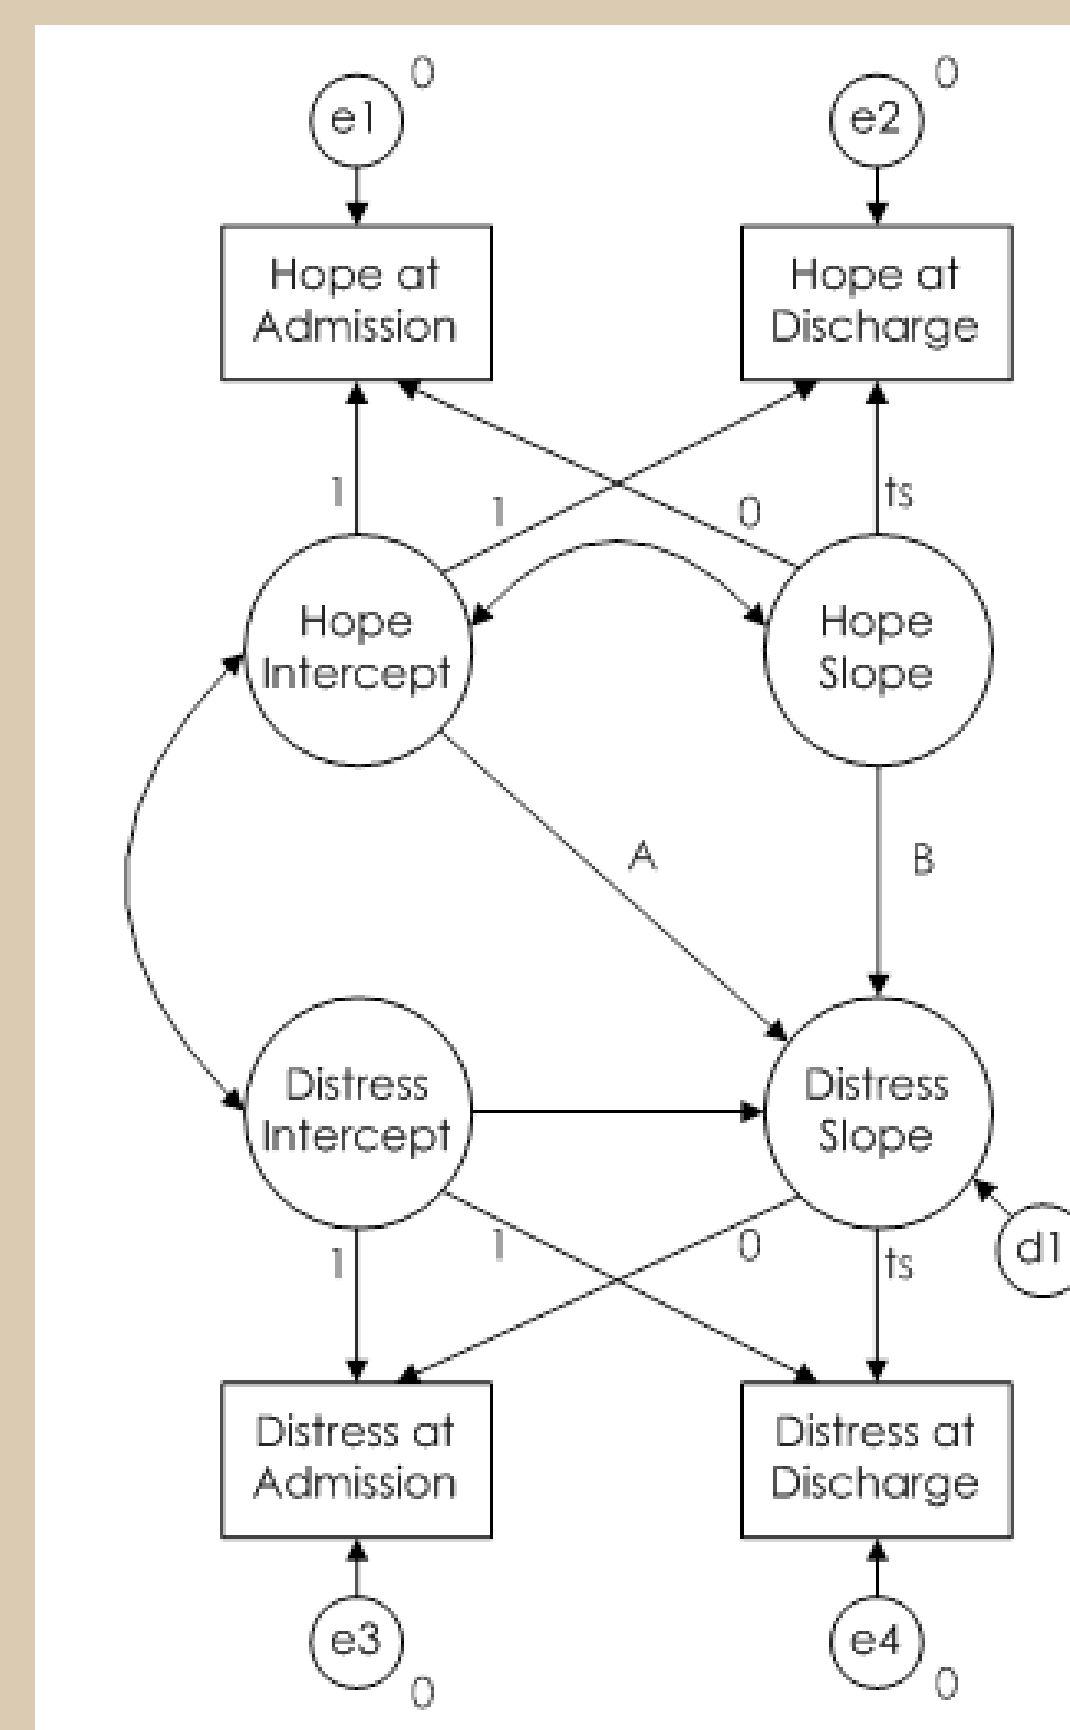 0
0
e1
e2
Hope at
Admission
Hope at
Discharge
1
1
0
ts
Hope
Intercept
Hope
Slope
A
B
Distress
Intercept
Distress
Slope
1
1
0
ts
d1
Distress at
Admission
Distress at
Discharge
e3
e4
0
0